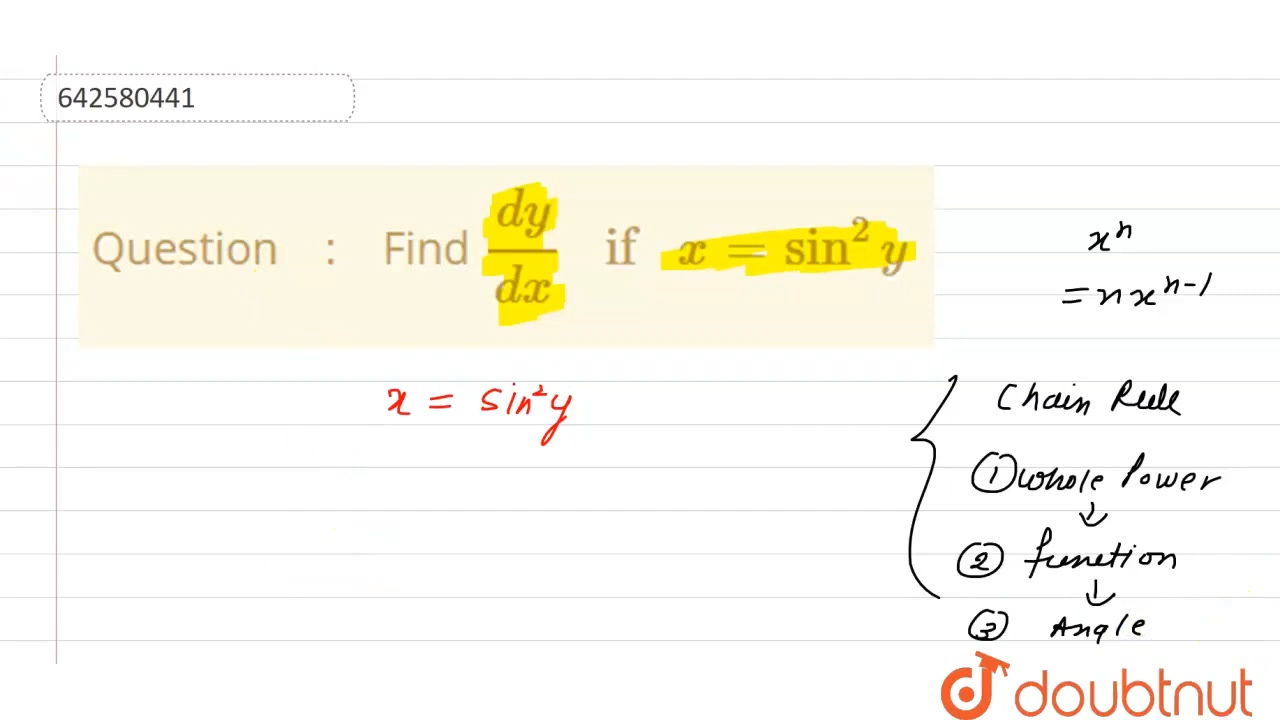 642580441
Question : Find dy/dx if x = sin² y
xⁿ
= n xⁿ⁻¹
x = sin²y
Chain Rule
① Whole Power
↓
② function
↓
③ Angle
doubtnut